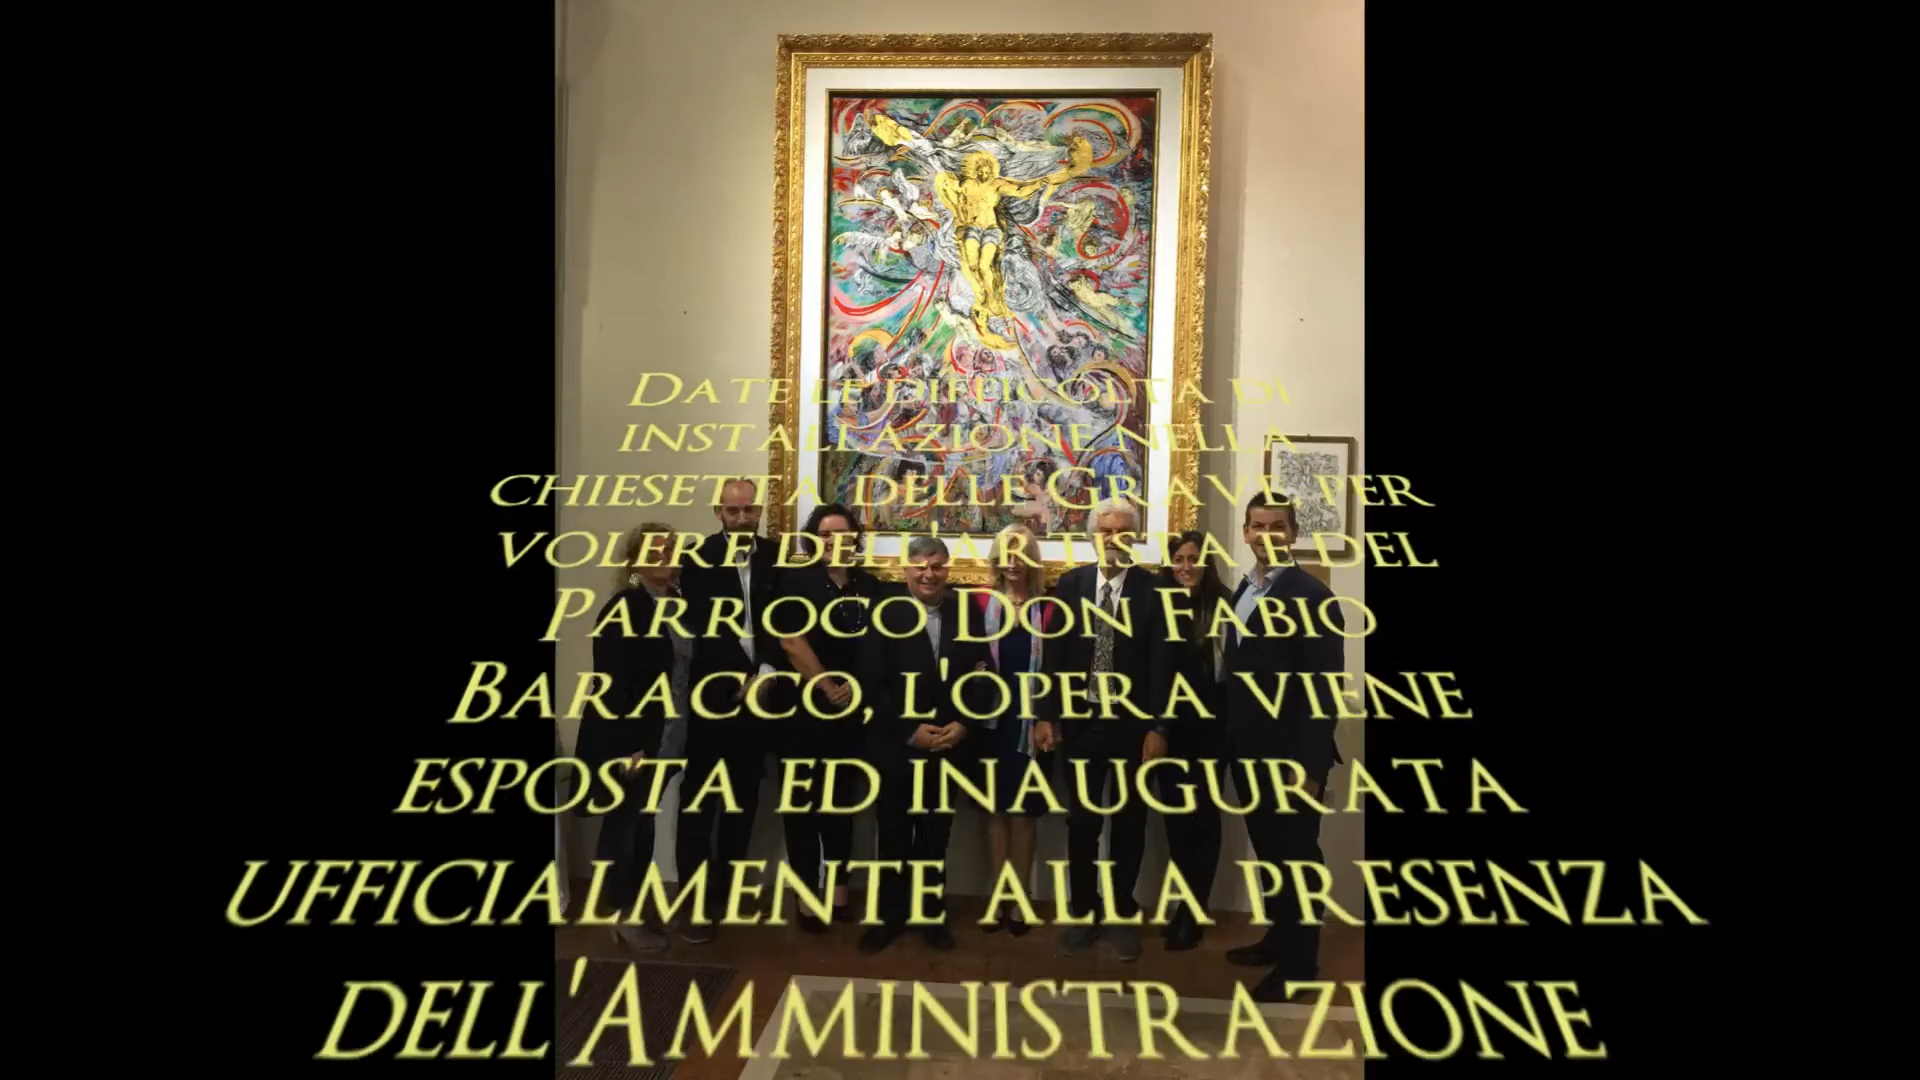 Date le difficolta di
installazione nella
chiesetta delle Grave per
volere dell'artista e del
Parroco Don Fabio
Baracco, l'opera viene
esposta ed inaugurata
ufficialmente alla presenza
dell'Amministrazione